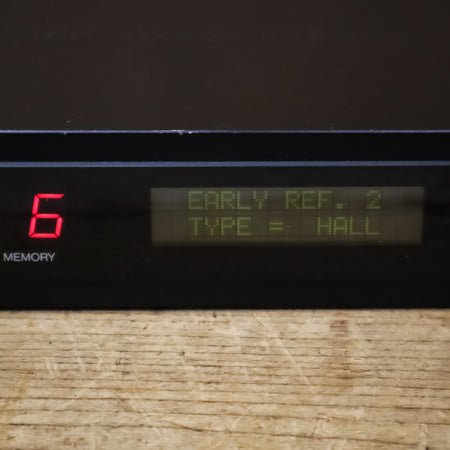 6
MEMORY
EARLY REF. 2
TYPE = HALL